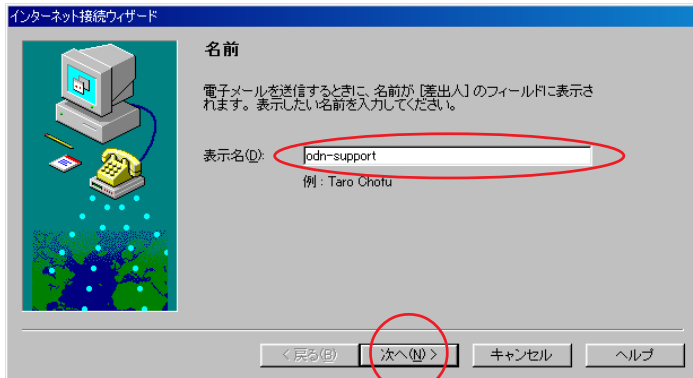 インターネット接続ウィザード
名前
電子メールを送信するときに、名前が [差出人] のフィールドに表示さ
れます。表示したい名前を入力してください。
表示名(D): odn-support
例 : Taro Chofu
< 戻る(B) 次へ(N) > キャンセル ヘルプ